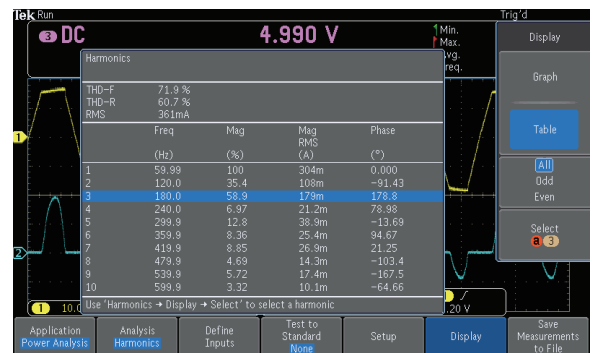 Tek Run Trig'd
3 DC 4.990 V
Min.
Max.
Avg.
Display
Graph
Table
All
Odd
Even
Select
a 3
Harmonics
THD-F 71.9 %
THD-R 60.7 %
RMS 361mA
Freq Mag Mag Phase
RMS
(Hz) (%) (A) (°)
1 59.99 100 304m 0.000
2 120.0 35.4 108m -91.43
3 180.0 58.9 179m 178.8
4 240.0 6.97 21.2m 78.98
5 299.9 12.8 38.9m -13.69
6 359.9 8.36 25.4m 94.67
7 419.9 8.85 26.9m 21.25
8 479.9 4.69 14.3m -103.4
9 539.9 5.72 17.4m -167.5
10 599.9 3.32 10.1m -64.66
Use 'Harmonics → Display → Select' to select a harmonic
1
2
1 10.0
.20 V
Application
Power Analysis
Analysis
Harmonics
Define
Inputs
Test to
Standard
None
Setup
Display
Save
Measurements
to File